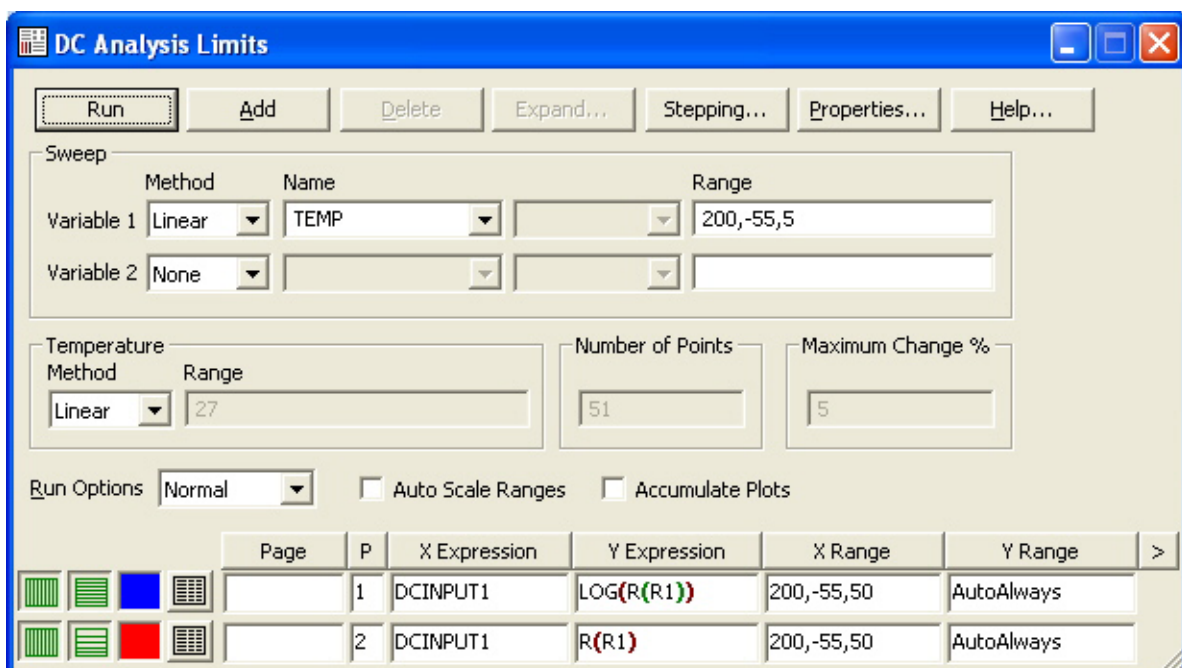 DC Analysis Limits
Run Add Delete Expand... Stepping... Properties... Help...
Sweep
Method Name Range
Variable 1 Linear TEMP 200,-55,5
Variable 2 None
Temperature Number of Points Maximum Change %
Method Range
Linear 27 51 5
Run Options Normal Auto Scale Ranges Accumulate Plots
Page P X Expression Y Expression X Range Y Range >
1 DCINPUT1 LOG(R(R1)) 200,-55,50 AutoAlways
2 DCINPUT1 R(R1) 200,-55,50 AutoAlways